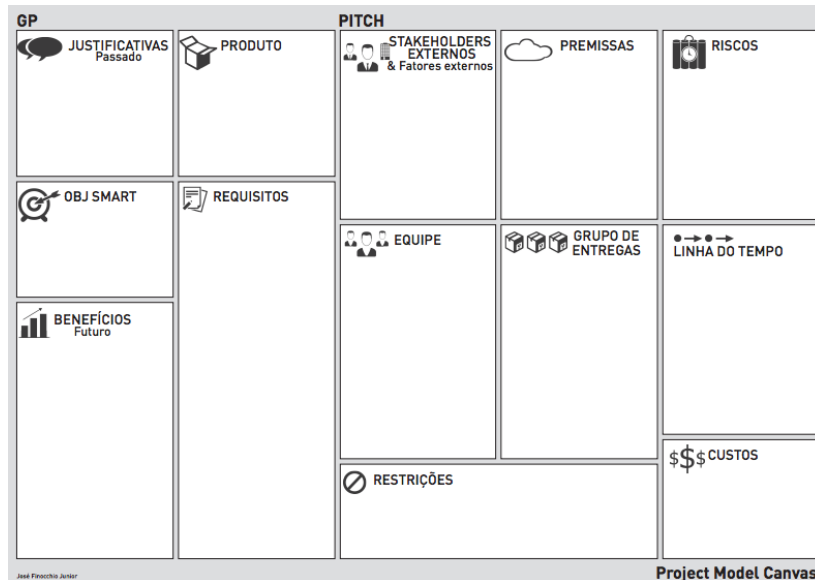 GP
PITCH
JUSTIFICATIVAS
Passado
PRODUTO
STAKEHOLDERS
EXTERNOS
& Fatores externos
PREMISSAS
RISCOS
OBJ SMART
REQUISITOS
EQUIPE
GRUPO DE
ENTREGAS
LINHA DO TEMPO
BENEFÍCIOS
Futuro
RESTRIÇÕES
$$$ CUSTOS
José Finocchio Junior
Project Model Canvas